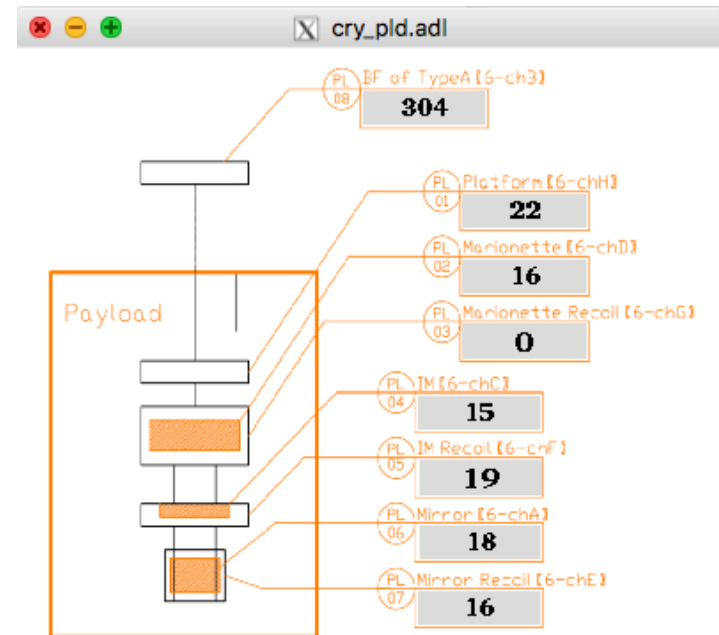 cry_pld.adl
PL 08 BF of TypeA【6-ch3】
304
PL 01 Platform【6-chH】
22
PL 02 Marionette【6-chD】
16
Payload
PL 03 Marionette Recoil【6-chG】
0
PL 04 IM【6-chC】
15
PL 05 IM Recoil【6-chF】
19
PL 06 Mirror【6-chA】
18
PL 07 Mirror Recoil【6-chE】
16